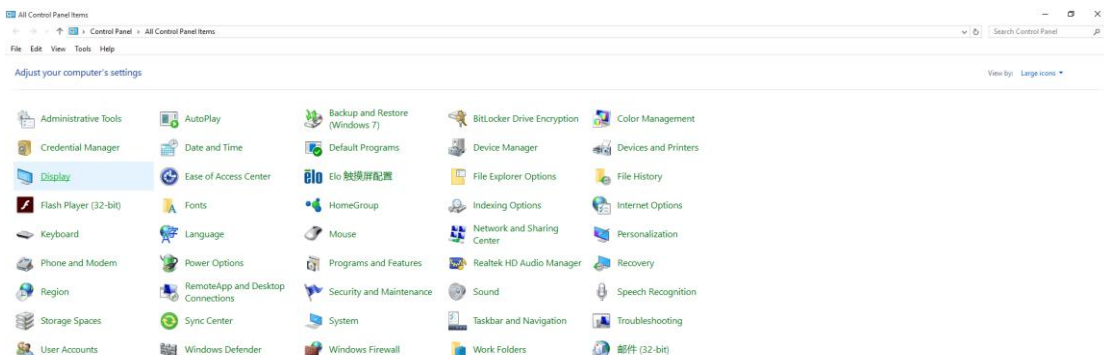 All Control Panel Items
Control Panel › All Control Panel Items
Search Control Panel
File Edit View Tools Help
Adjust your computer's settings
View by: Large icons
Administrative Tools
AutoPlay
Backup and Restore
(Windows 7)
BitLocker Drive Encryption
Color Management
Credential Manager
Date and Time
Default Programs
Device Manager
Devices and Printers
Display
Ease of Access Center
elo
Elo 触摸屏配置
File Explorer Options
File History
Flash Player (32-bit)
Fonts
HomeGroup
Indexing Options
Internet Options
Keyboard
Language
Mouse
Network and Sharing
Center
Personalization
Phone and Modem
Power Options
Programs and Features
Realtek HD Audio Manager
Recovery
Region
RemoteApp and Desktop
Connections
Security and Maintenance
Sound
Speech Recognition
Storage Spaces
Sync Center
System
Taskbar and Navigation
Troubleshooting
User Accounts
Windows Defender
Windows Firewall
Work Folders
邮件 (32-bit)